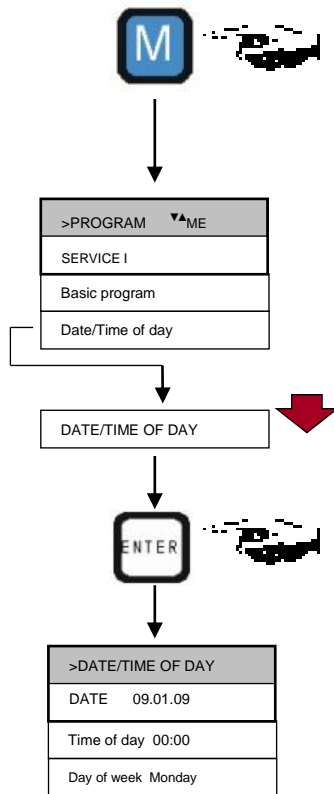 M
>PROGRAM ▼▲ME
SERVICE I
Basic program
Date/Time of day
DATE/TIME OF DAY
ENTER
>DATE/TIME OF DAY
DATE 09.01.09
Time of day 00:00
Day of week Monday